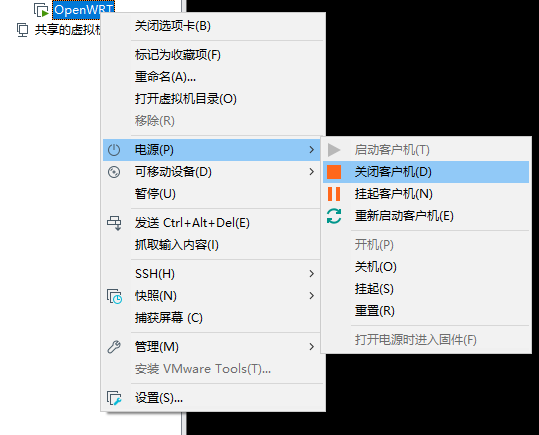 OpenWRT
共享的虚拟机
关闭选项卡(B)
标记为收藏项(F)
重命名(A)...
打开虚拟机目录(O)
移除(R)
电源(P)
可移动设备(D)
暂停(U)
发送 Ctrl+Alt+Del(E)
抓取输入内容(I)
SSH(H)
快照(N)
捕获屏幕 (C)
管理(M)
安装 VMware Tools(T)...
设置(S)...
启动客户机(T)
关闭客户机(D)
挂起客户机(N)
重新启动客户机(E)
开机(P)
关机(O)
挂起(S)
重置(R)
打开电源时进入固件(F)